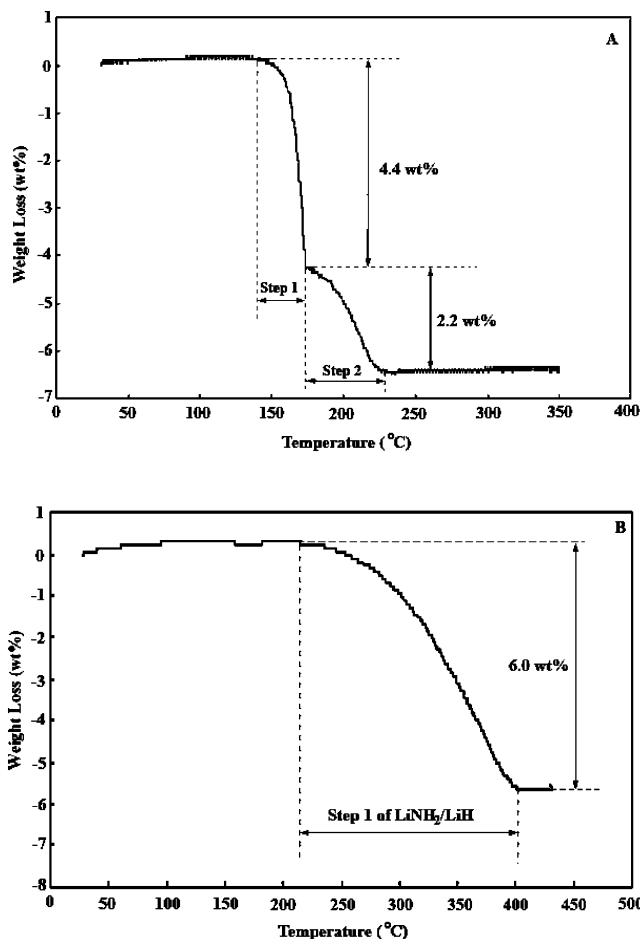 1
A
0
-1
-2
4.4 wt%
-3
Weight Loss (wt%)
-4
Step 1
-5
2.2 wt%
-6
Step 2
-7
0 50 100 150 200 250 300 350 400
Temperature (°C)
1
B
0
-1
-2
6.0 wt%
-3
Weight Loss (wt%)
-4
-5
-6
Step 1 of LiNH₂/LiH
-7
-8
0 50 100 150 200 250 300 350 400 450 500
Temperature (°C)